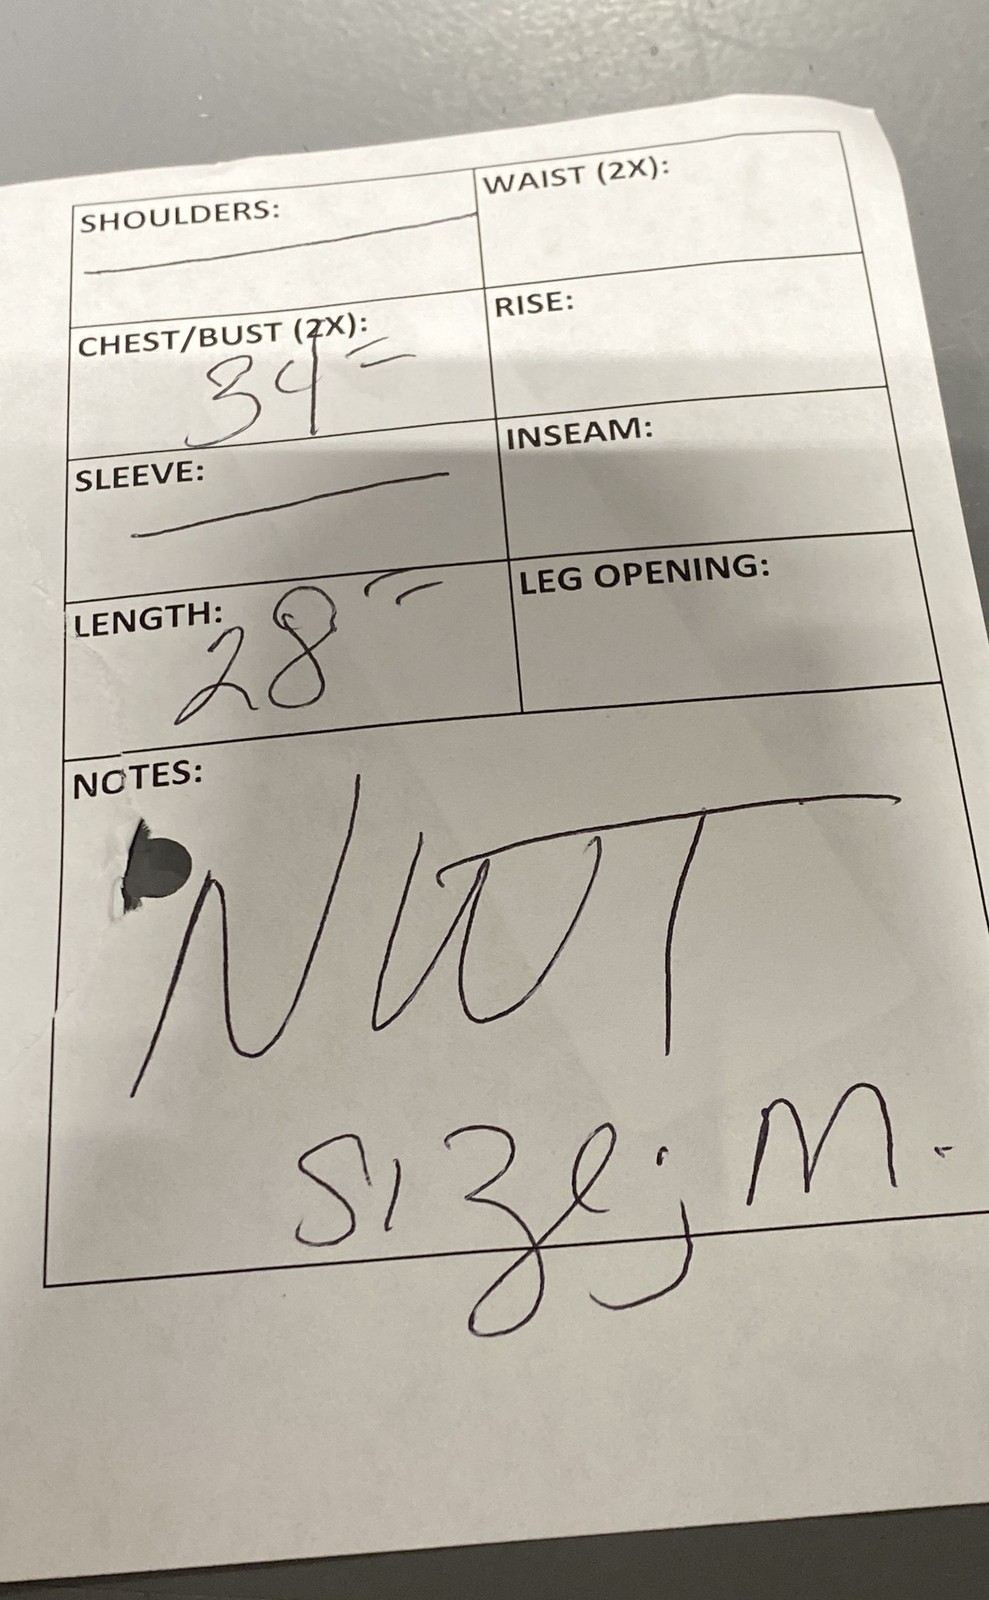 SHOULDERS:
WAIST (2X):
CHEST/BUST (2X):
34"
RISE:
SLEEVE:
INSEAM:
LENGTH:
28"
LEG OPENING:
NOTES:
NWT
Size; M.